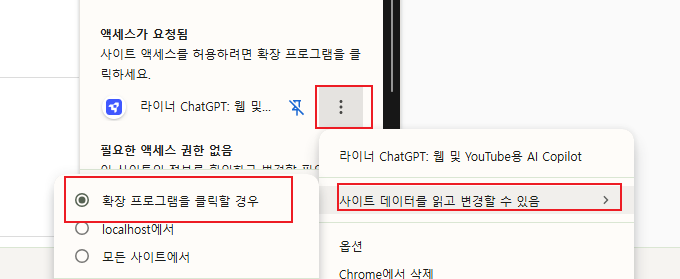 액세스가 요청됨
사이트 액세스를 허용하려면 확장 프로그램을 클
릭하세요.
라이너 ChatGPT: 웹 및...
필요한 액세스 권한 없음
이 사이트의 정보를 확인하고 변경할 필요
라이너 ChatGPT: 웹 및 YouTube용 AI Copilot
확장 프로그램을 클릭할 경우
사이트 데이터를 읽고 변경할 수 있음
localhost에서
모든 사이트에서
옵션
Chrome에서 삭제